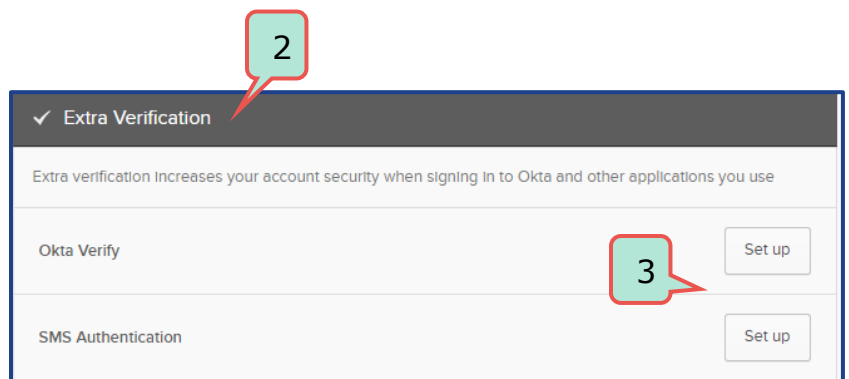 2
Extra Verification
Extra verification increases your account security when signing in to Okta and other applications you use
Okta Verify
Set up
3
SMS Authentication
Set up